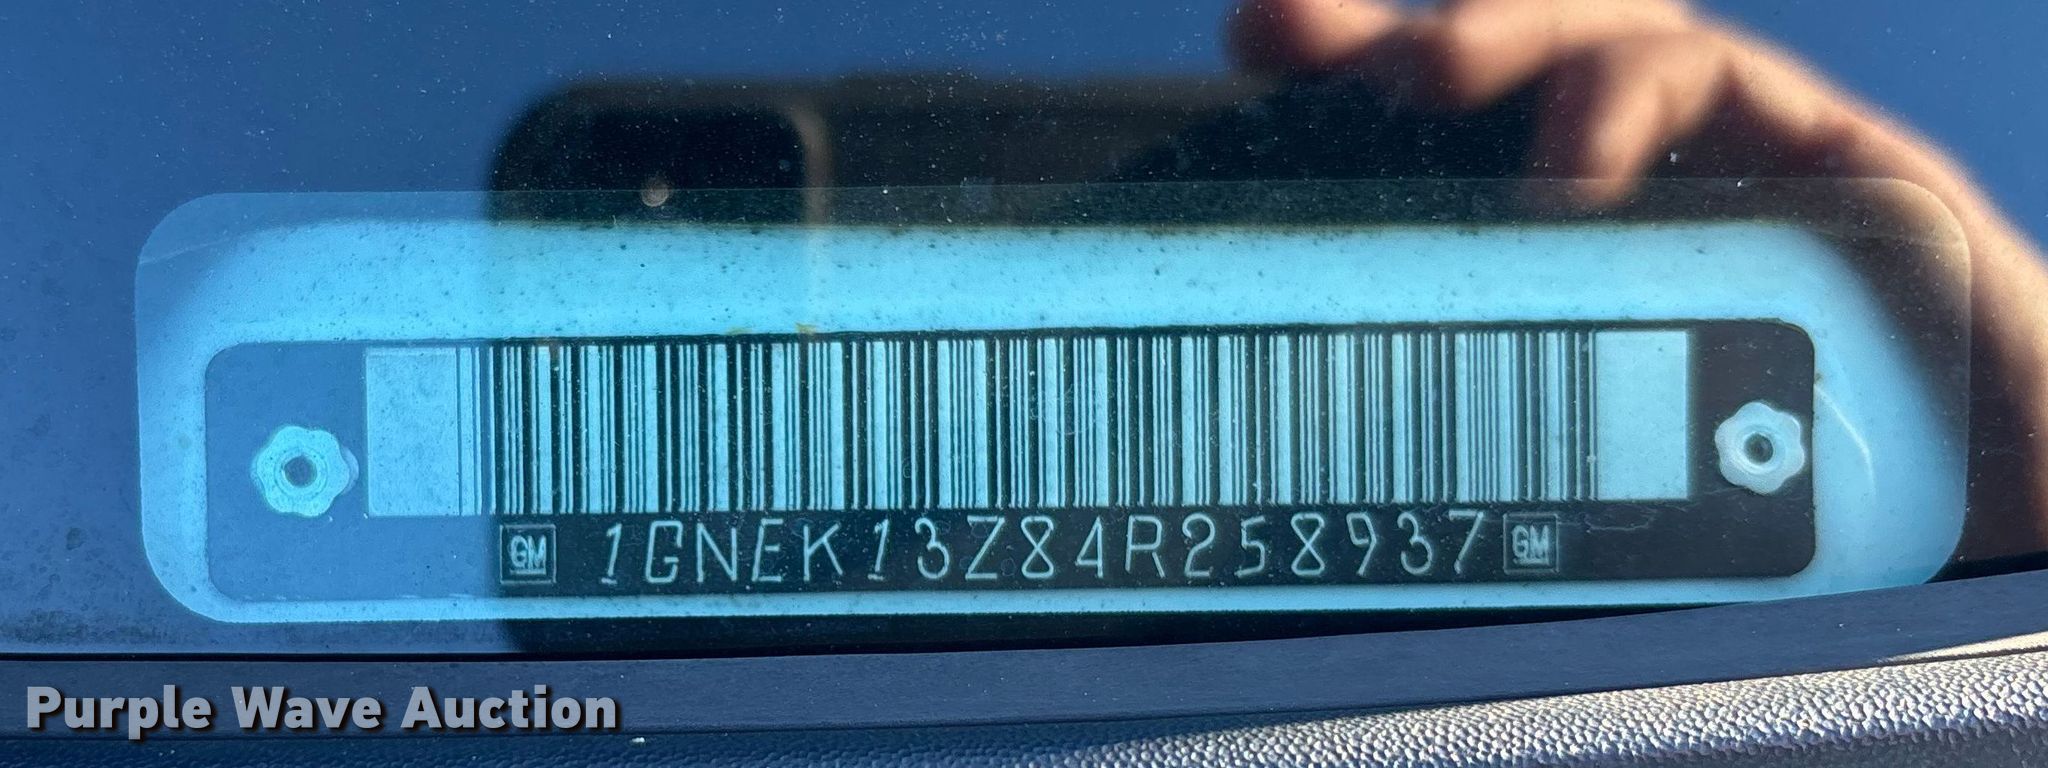 GM 1GNEK13Z84R258937 GM
Purple Wave Auction